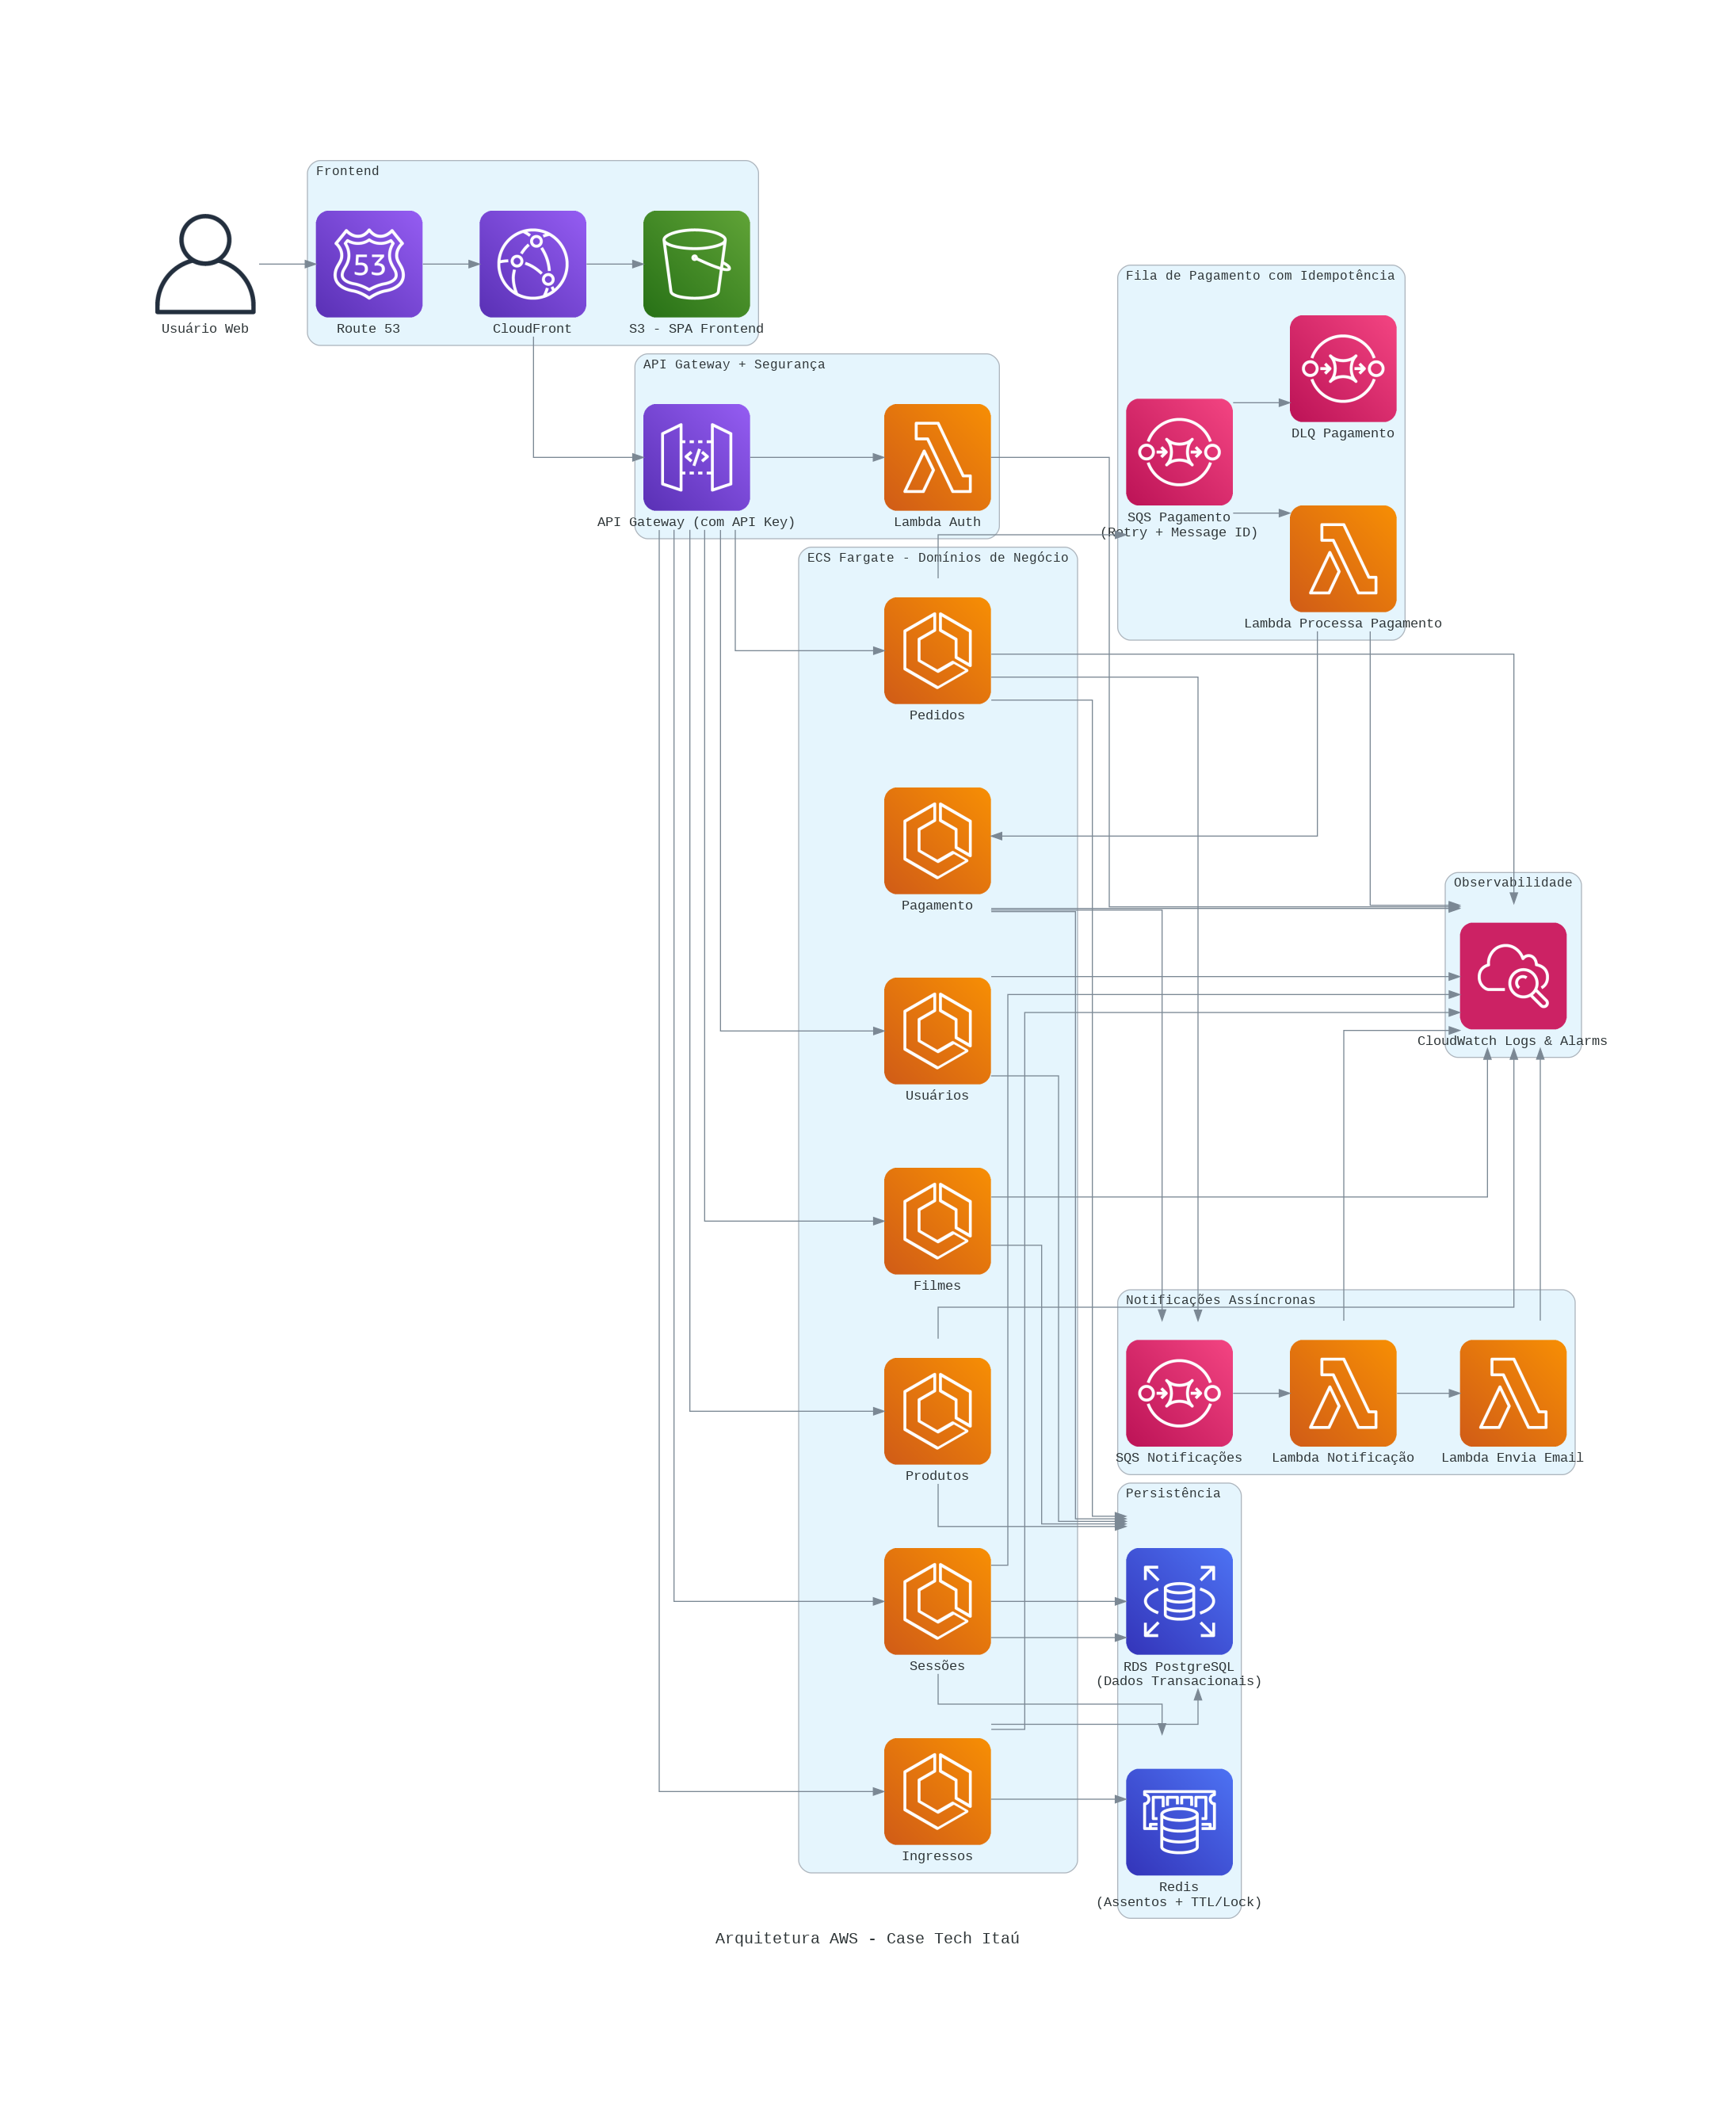 Frontend
53
Usuário Web
Route 53
CloudFront
S3 - SPA Frontend
Fila de Pagamento com Idempotência
DLQ Pagamento
SQS Pagamento
(Retry + Message ID)
Lambda Processa Pagamento
API Gateway + Segurança
</>
API Gateway (com API Key)
Lambda Auth
ECS Fargate - Domínios de Negócio
Pedidos
Pagamento
Usuários
Filmes
Produtos
Sessões
Ingressos
Observabilidade
CloudWatch Logs & Alarms
Notificações Assíncronas
SQS Notificações
Lambda Notificação
Lambda Envia Email
Persistência
RDS PostgreSQL
(Dados Transacionais)
Redis
(Assentos + TTL/Lock)
Arquitetura AWS - Case Tech Itaú